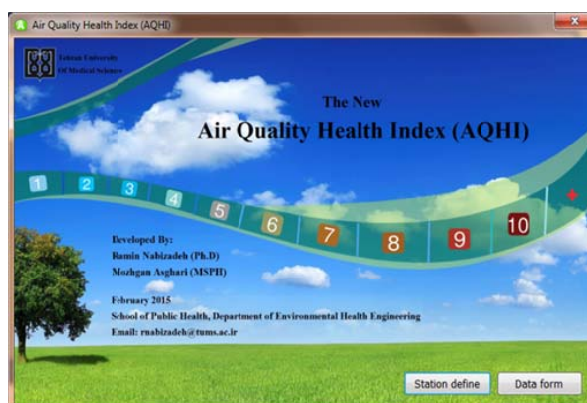 Air Quality Health Index (AQHI)
Tehran University
Of Medical Science
The New
Air Quality Health Index (AQHI)
1 2 3 4 5 6 7 8 9 10 +
Developed By:
Ramin Nabizadeh (Ph.D)
Mozhgan Asghari (MSPH)
February 2015
School of Public Health, Department of Environmental Health Engineering
Email: rnabizadeh@tums.ac.ir
Station define
Data form